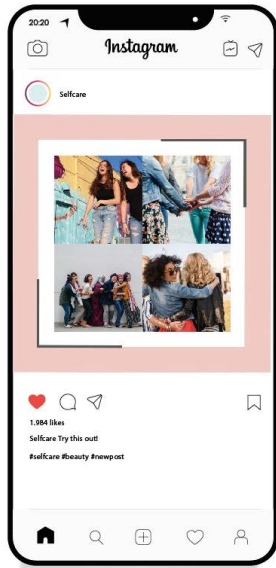 20:20
Instagram
Selfcare
1.984 likes
Selfcare Try this out!
#selfcare #beauty #newpost